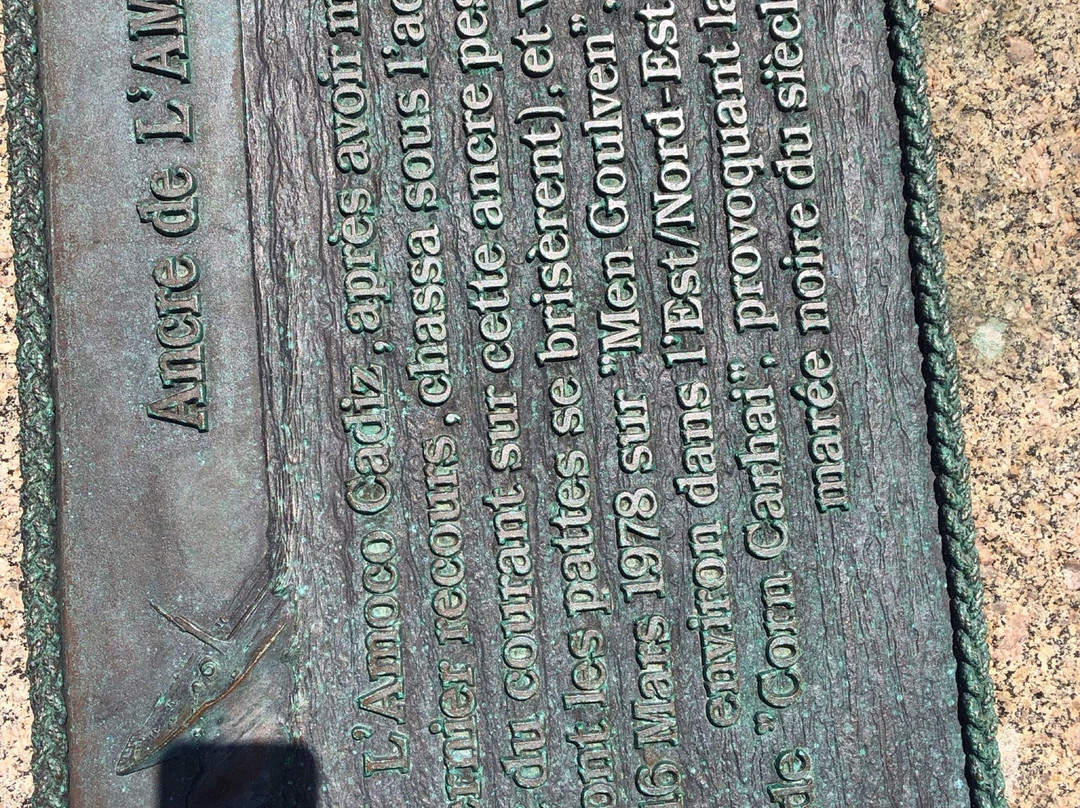 Ancre de L'AM
L'Amoco Cadiz, après avoir m
rnier recours, chassa sous l'ac
du courant sur cette ancre pes
ont les pattes se brisèrent), et v
16 Mars 1978 sur "Men Goulven",
environ dans l'Est/Nord-Est
de "Corn Carhaï", provoquant la
marée noire du siècl